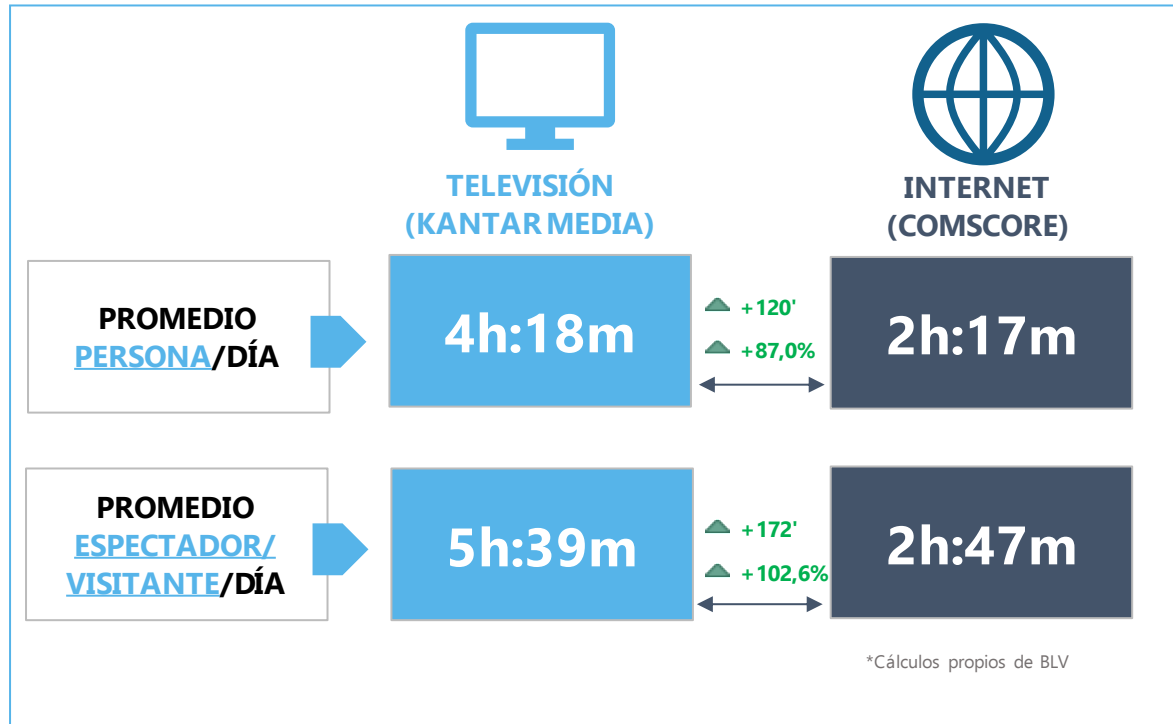 TELEVISIÓN
(KANTAR MEDIA)
INTERNET
(COMSCORE)
PROMEDIO
PERSONA/DÍA
4h:18m
+120'
+87,0%
2h:17m
PROMEDIO
ESPECTADOR/
VISITANTE/DÍA
5h:39m
+172'
+102,6%
2h:47m
*Cálculos propios de BLV